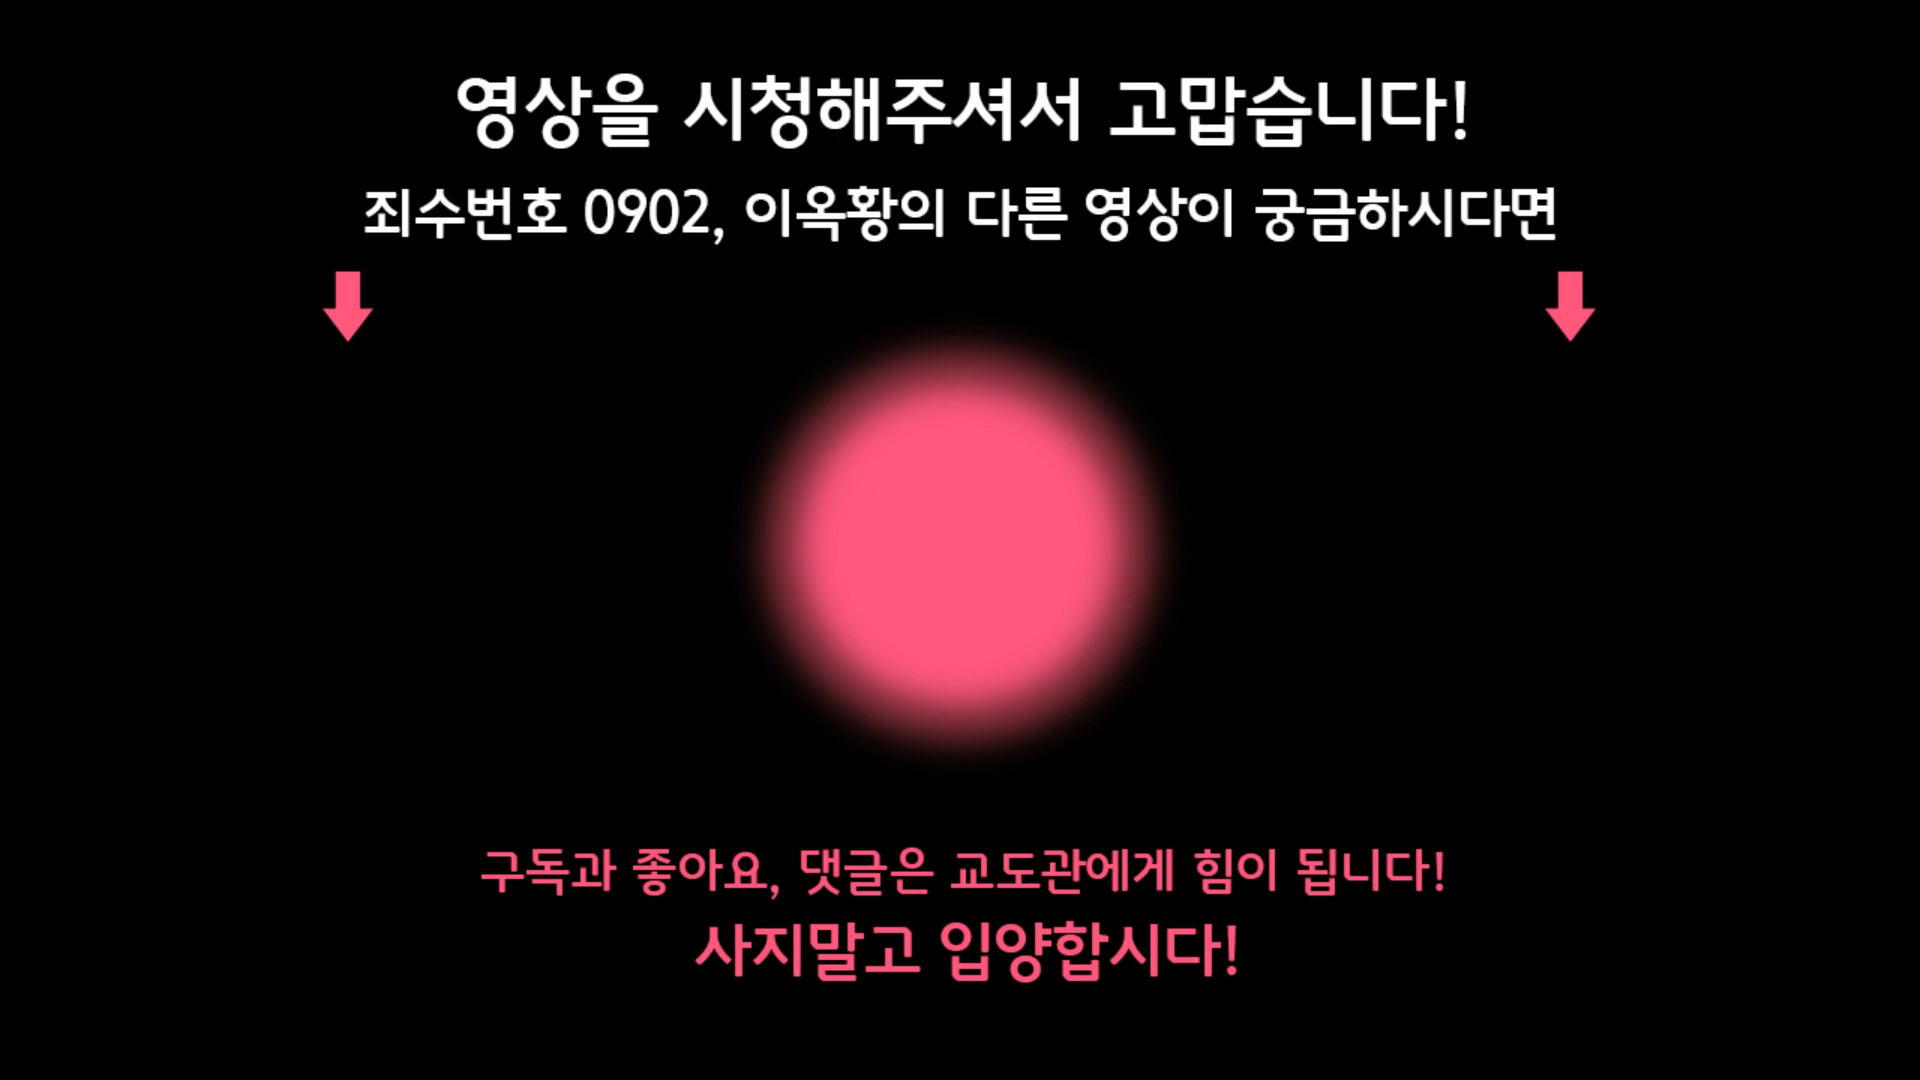 영상을 시청해주셔서 고맙습니다!
죄수번호 0902, 이옥황의 다른 영상이 궁금하시다면
구독과 좋아요, 댓글은 교도관에게 힘이 됩니다!
사지말고 입양합시다!